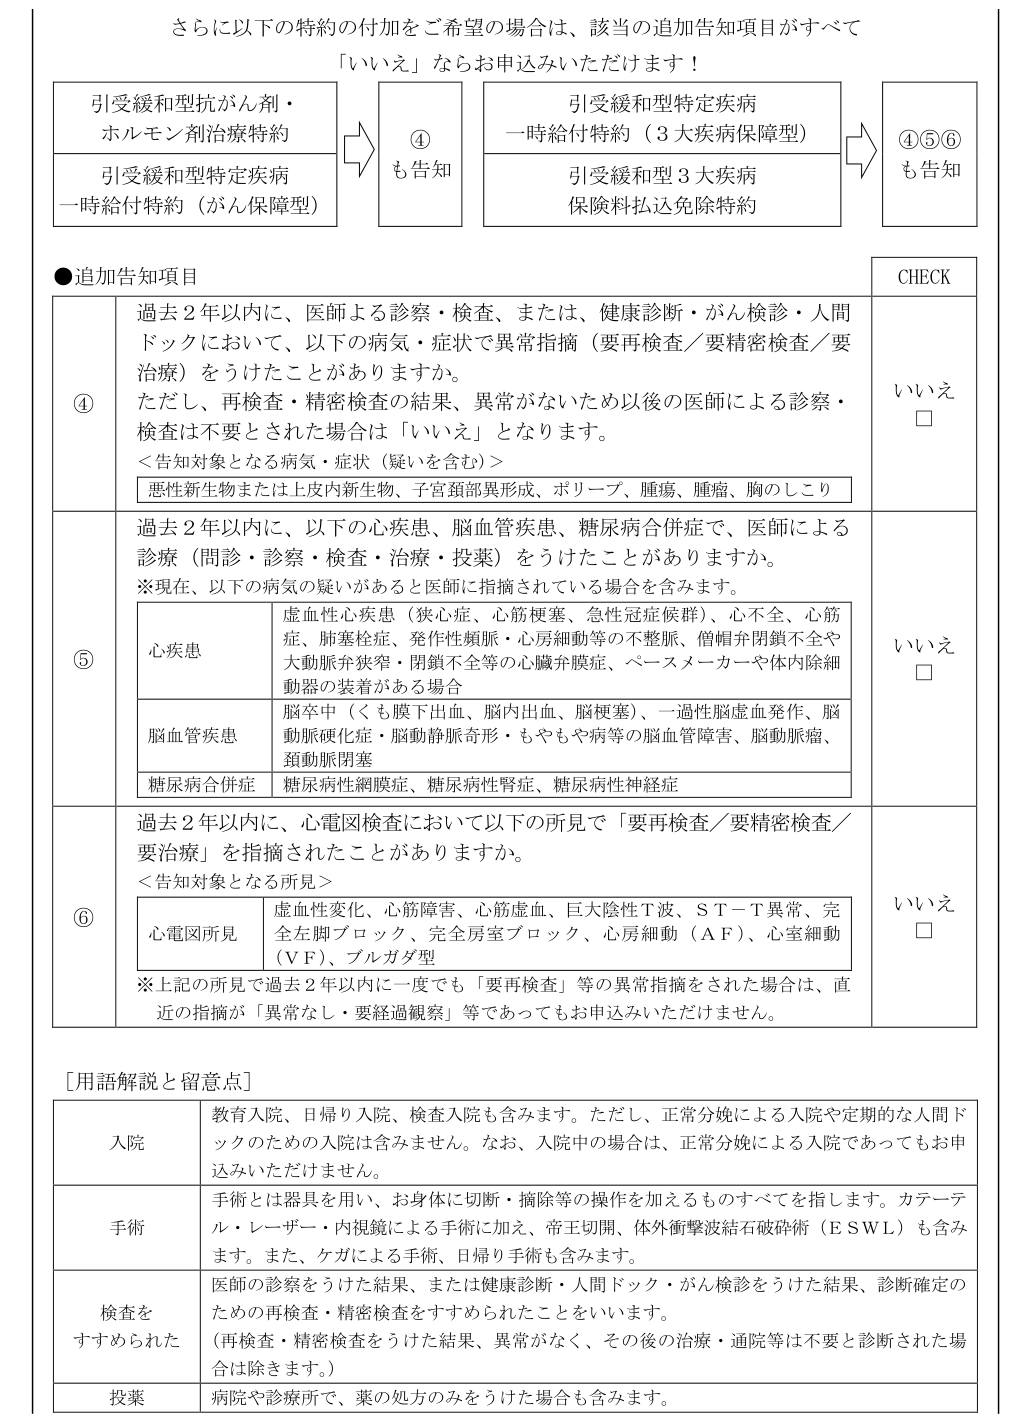 さらに以下の特約の付加をご希望の場合は、該当の追加告知項目がすべて
「いいえ」ならお申込みいただけます！
引受緩和型抗がん剤・
ホルモン剤治療特約
引受緩和型特定疾病
一時給付特約（がん保障型）
④
も告知
引受緩和型特定疾病
一時給付特約（３大疾病保障型）
引受緩和型３大疾病
保険料払込免除特約
④⑤⑥
も告知
●追加告知項目
CHECK
④
過去２年以内に、医師よる診察・検査、または、健康診断・がん検診・人間
ドックにおいて、以下の病気・症状で異常指摘（要再検査／要精密検査／要
治療）をうけたことがありますか。
ただし、再検査・精密検査の結果、異常がないため以後の医師による診察・
検査は不要とされた場合は「いいえ」となります。
＜告知対象となる病気・症状（疑いを含む）＞
悪性新生物または上皮内新生物、子宮頚部異形成、ポリープ、腫瘍、腫瘤、胸のしこり
いいえ
□
⑤
過去２年以内に、以下の心疾患、脳血管疾患、糖尿病合併症で、医師による
診療（問診・診察・検査・治療・投薬）をうけたことがありますか。
※現在、以下の病気の疑いがあると医師に指摘されている場合を含みます。
心疾患
虚血性心疾患（狭心症、心筋梗塞、急性冠症候群）、心不全、心筋
症、肺塞栓症、発作性頻脈・心房細動等の不整脈、僧帽弁閉鎖不全や
大動脈弁狭窄・閉鎖不全等の心臓弁膜症、ペースメーカーや体内除細
動器の装着がある場合
脳血管疾患
脳卒中（くも膜下出血、脳内出血、脳梗塞）、一過性脳虚血発作、脳
動脈硬化症・脳動静脈奇形・もやもや病等の脳血管障害、脳動脈瘤、
頚動脈閉塞
糖尿病合併症
糖尿病性網膜症、糖尿病性腎症、糖尿病性神経症
いいえ
□
⑥
過去２年以内に、心電図検査において以下の所見で「要再検査／要精密検査／
要治療」を指摘されたことがありますか。
＜告知対象となる所見＞
心電図所見
虚血性変化、心筋障害、心筋虚血、巨大陰性Ｔ波、ＳＴ－Ｔ異常、完
全左脚ブロック、完全房室ブロック、心房細動（ＡＦ）、心室細動
（ＶＦ）、ブルガダ型
※上記の所見で過去２年以内に一度でも「要再検査」等の異常指摘をされた場合は、直
近の指摘が「異常なし・要経過観察」等であってもお申込みいただけません。
いいえ
□
［用語解説と留意点］
入院
教育入院、日帰り入院、検査入院も含みます。ただし、正常分娩による入院や定期的な人間ド
ックのための入院は含みません。なお、入院中の場合は、正常分娩による入院であってもお申
込みいただけません。
手術
手術とは器具を用い、お身体に切断・摘除等の操作を加えるものすべてを指します。カテーテ
ル・レーザー・内視鏡による手術に加え、帝王切開、体外衝撃波結石破砕術（ＥＳＷＬ）も含み
ます。また、ケガによる手術、日帰り手術も含みます。
検査を
すすめられた
医師の診察をうけた結果、または健康診断・人間ドック・がん検診をうけた結果、診断確定の
ための再検査・精密検査をすすめられたことをいいます。
（再検査・精密検査をうけた結果、異常がなく、その後の治療・通院等は不要と診断された場
合は除きます。）
投薬
病院や診療所で、薬の処方のみをうけた場合も含みます。